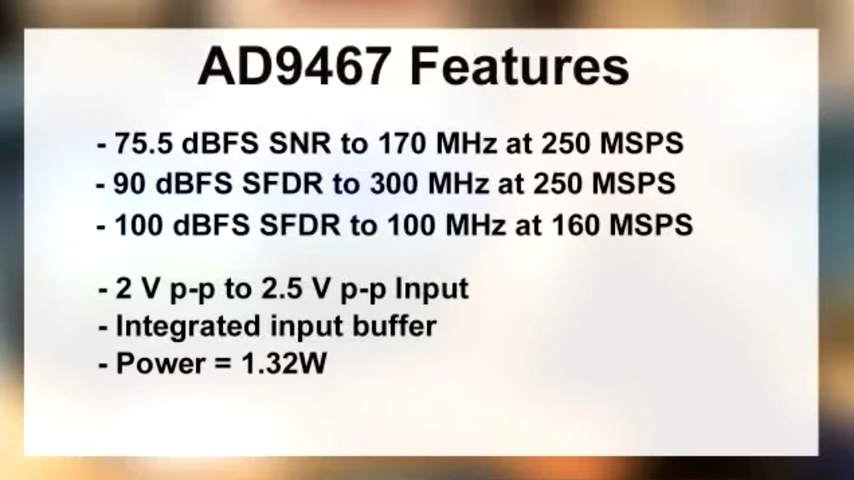 AD9467 Features
- 75.5 dBFS SNR to 170 MHz at 250 MSPS
- 90 dBFS SFDR to 300 MHz at 250 MSPS
- 100 dBFS SFDR to 100 MHz at 160 MSPS
- 2 V p-p to 2.5 V p-p Input
- Integrated input buffer
- Power = 1.32W